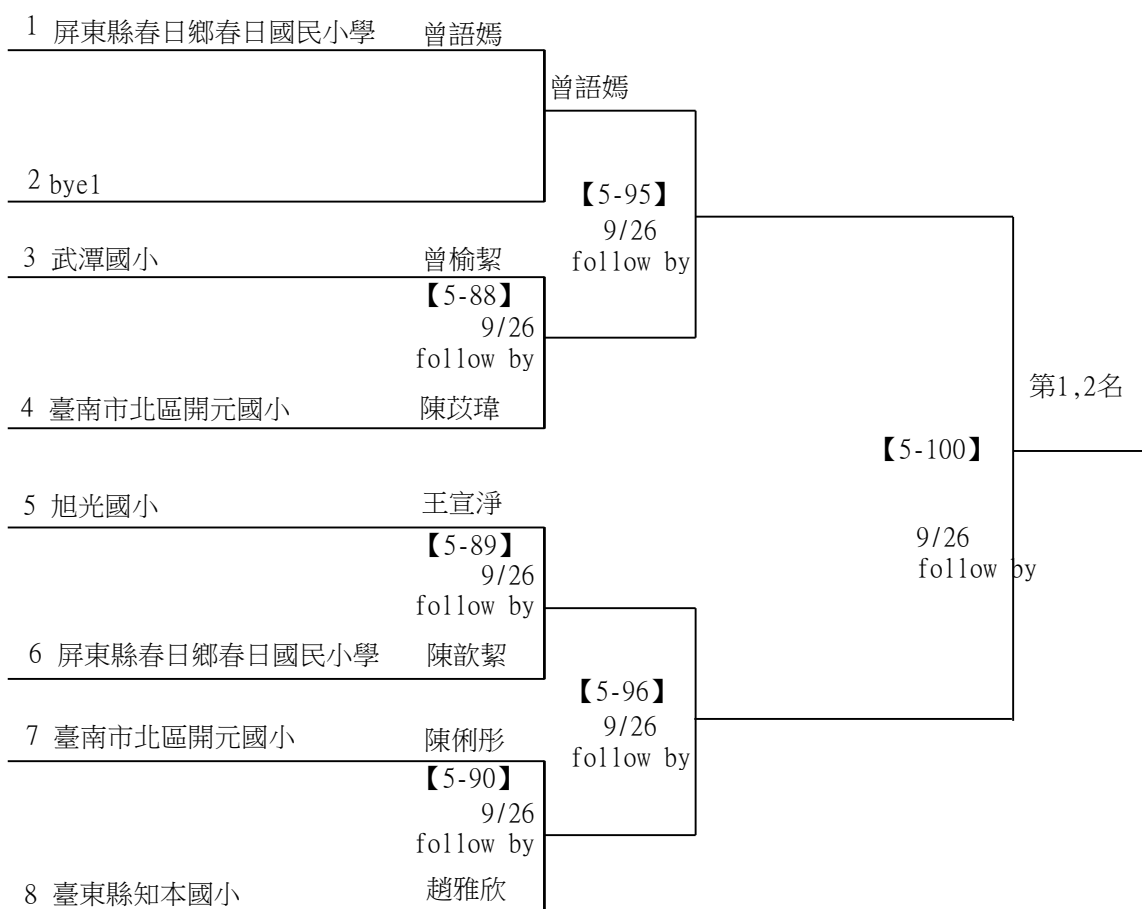 1 屏東縣春日鄉春日國民小學 曾語嫣
曾語嫣
2 bye1
【5-95】
9/26
follow by
3 武潭國小 曾榆絜
【5-88】
9/26
follow by
4 臺南市北區開元國小 陳苡瑋
第1,2名
【5-100】
9/26
follow by
5 旭光國小 王宣淨
【5-89】
9/26
follow by
6 屏東縣春日鄉春日國民小學 陳歆絜
【5-96】
9/26
follow by
7 臺南市北區開元國小 陳俐彤
【5-90】
9/26
follow by
8 臺東縣知本國小 趙雅欣